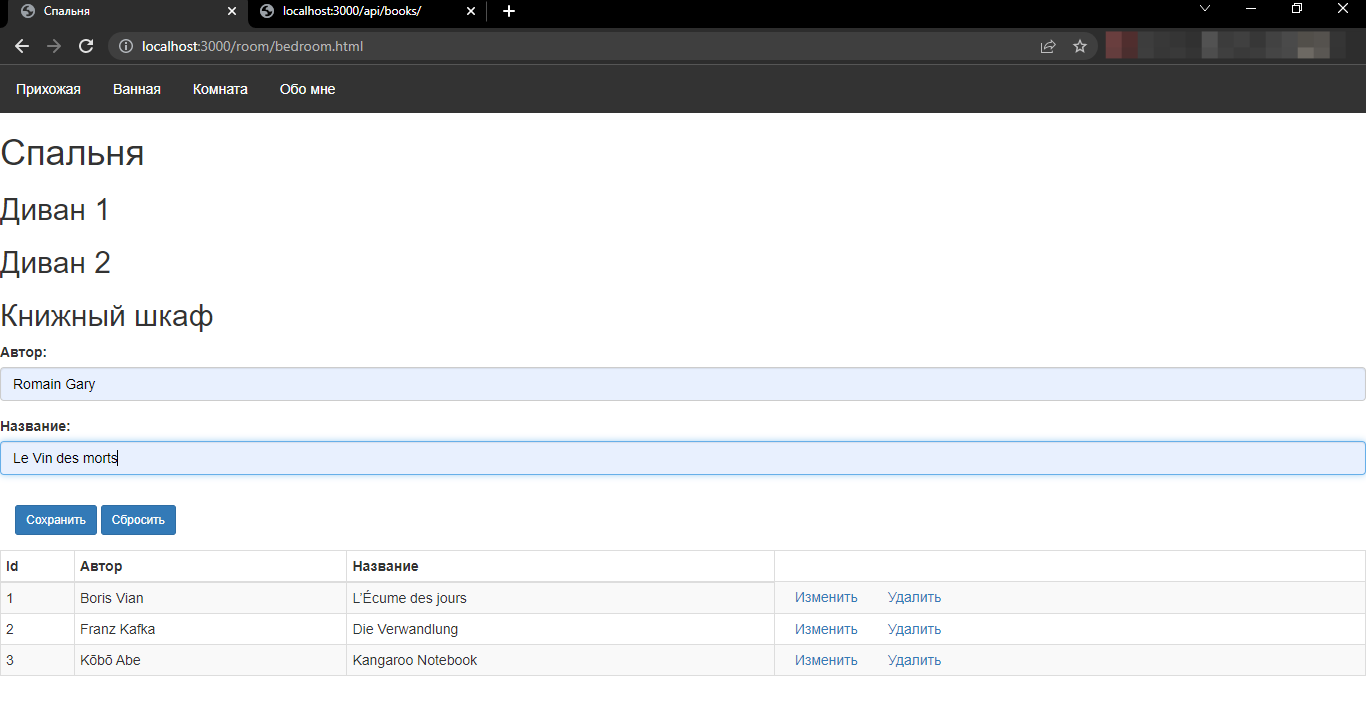 Спальня
localhost:3000/api/books/
localhost:3000/room/bedroom.html
Прихожая Ванная Комната Обо мне
Спальня
Диван 1
Диван 2
Книжный шкаф
Автор:
Romain Gary
Название:
Le Vin des morts
Сохранить Сбросить
Id Автор Название
1 Boris Vian L'Écume des jours Изменить Удалить
2 Franz Kafka Die Verwandlung Изменить Удалить
3 Kōbō Abe Kangaroo Notebook Изменить Удалить